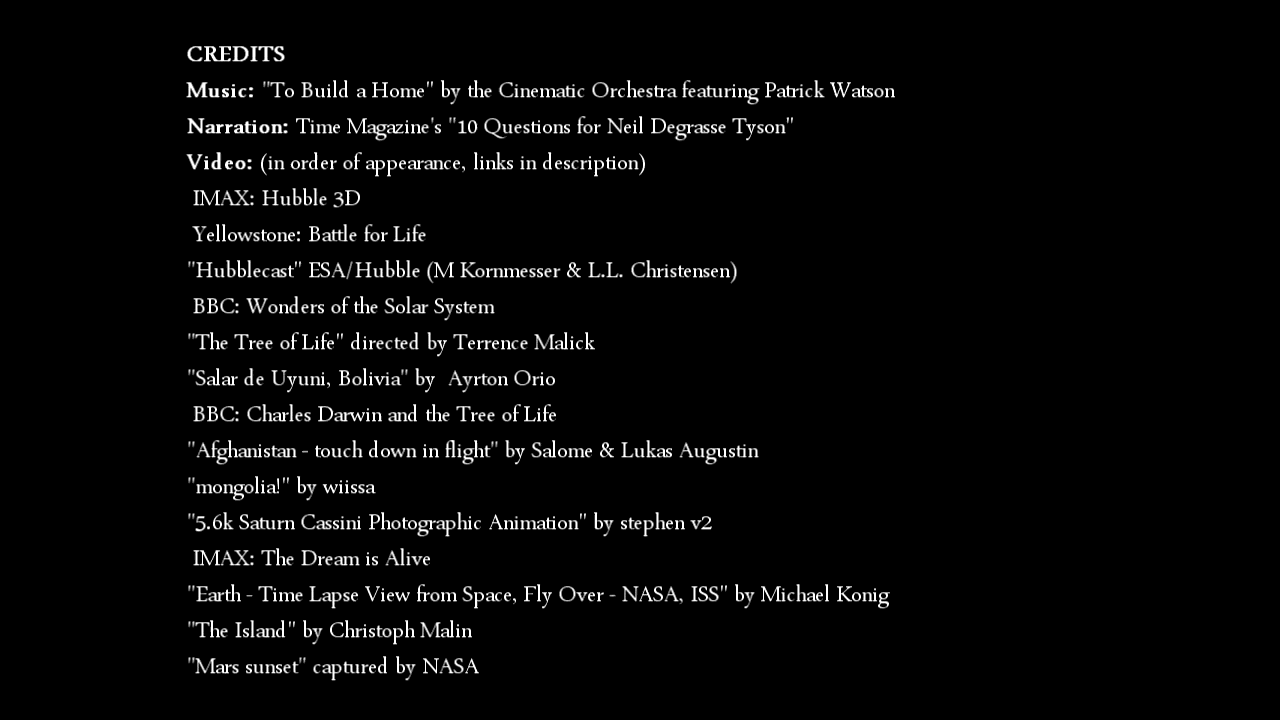 CREDITS
Music: "To Build a Home" by the Cinematic Orchestra featuring Patrick Watson
Narration: Time Magazine's "10 Questions for Neil Degrasse Tyson"
Video: (in order of appearance, links in description)
IMAX: Hubble 3D
Yellowstone: Battle for Life
"Hubblecast" ESA/Hubble (M Kornmesser & L.L. Christensen)
BBC: Wonders of the Solar System
"The Tree of Life" directed by Terrence Malick
"Salar de Uyuni, Bolivia" by  Ayrton Orio
BBC: Charles Darwin and the Tree of Life
"Afghanistan - touch down in flight" by Salome & Lukas Augustin
"mongolia!" by wiissa
"5.6k Saturn Cassini Photographic Animation" by stephen v2
IMAX: The Dream is Alive
"Earth - Time Lapse View from Space, Fly Over - NASA, ISS" by Michael Konig
"The Island" by Christoph Malin
"Mars sunset" captured by NASA